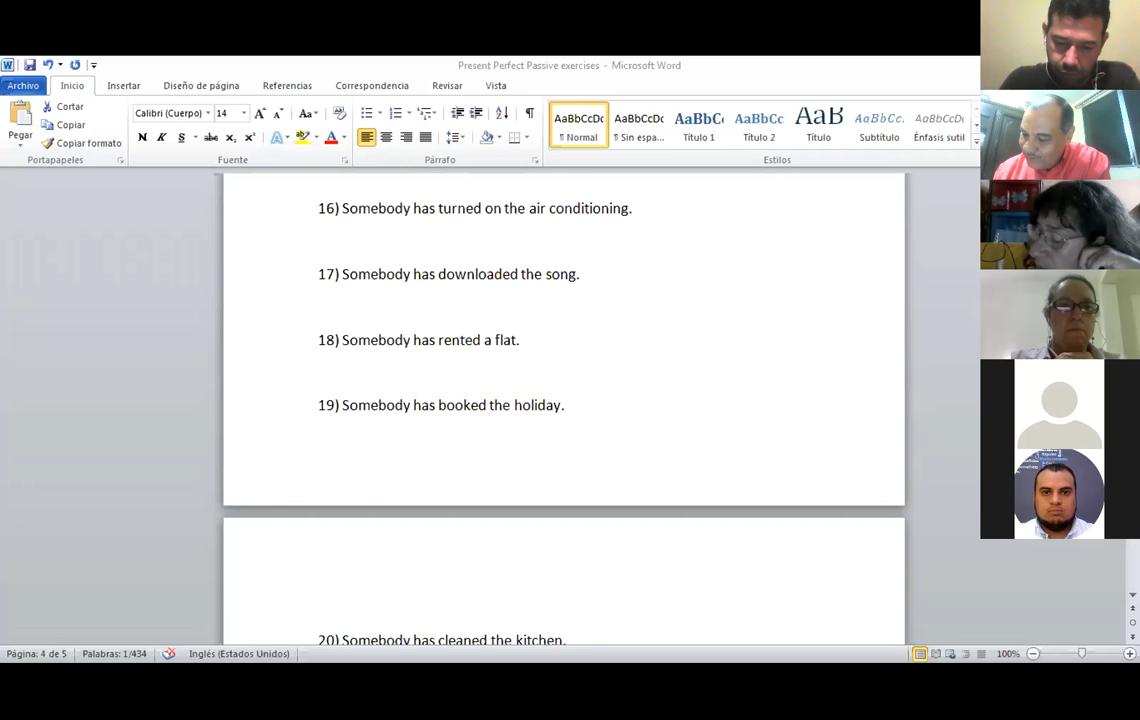 Present Perfect Passive exercises - Microsoft Word
Archivo Inicio Insertar Diseño de página Referencias Correspondencia Revisar Vista
Pegar
Cortar
Copiar
Copiar formato
Portapapeles
Calibri (Cuerpo) 14
Fuente
Párrafo
AaBbCcDc AaBbCcDc AaBbCc AaBbCc AaB AaBbCc. AaBbCcDc
¶ Normal ¶ Sin espa... Título 1 Título 2 Título Subtítulo Énfasis sutil
Estilos
16) Somebody has turned on the air conditioning.
17) Somebody has downloaded the song.
18) Somebody has rented a flat.
19) Somebody has booked the holiday.
20) Somebody has cleaned the kitchen.
Página: 4 de 5 Palabras: 1/434 Inglés (Estados Unidos) 100%